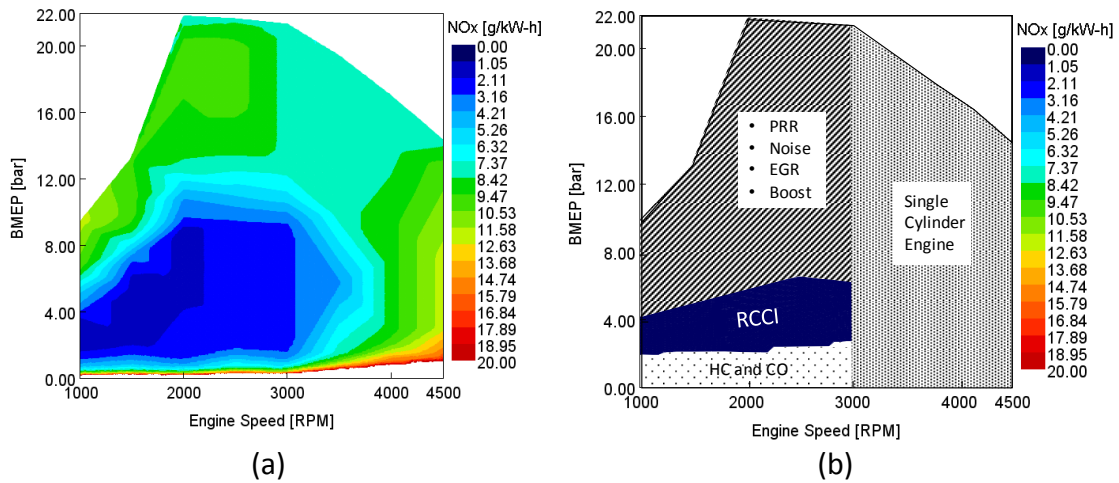 NOx [g/kW-h]
22.00
20.00
16.00
12.00
8.00
4.00
0.00
BMEP [bar]
1000 2000 3000 4000 4500
Engine Speed [RPM]
0.00
1.05
2.11
3.16
4.21
5.26
6.32
7.37
8.42
9.47
10.53
11.58
12.63
13.68
14.74
15.79
16.84
17.89
18.95
20.00
(a)
NOx [g/kW-h]
22.00
20.00
16.00
12.00
8.00
4.00
0.00
BMEP [bar]
• PRR
• Noise
• EGR
• Boost
Single
Cylinder
Engine
RCCI
HC and CO
1000 2000 3000 4000 4500
Engine Speed [RPM]
0.00
1.05
2.11
3.16
4.21
5.26
6.32
7.37
8.42
9.47
10.53
11.58
12.63
13.68
14.74
15.79
16.84
17.89
18.95
20.00
(b)